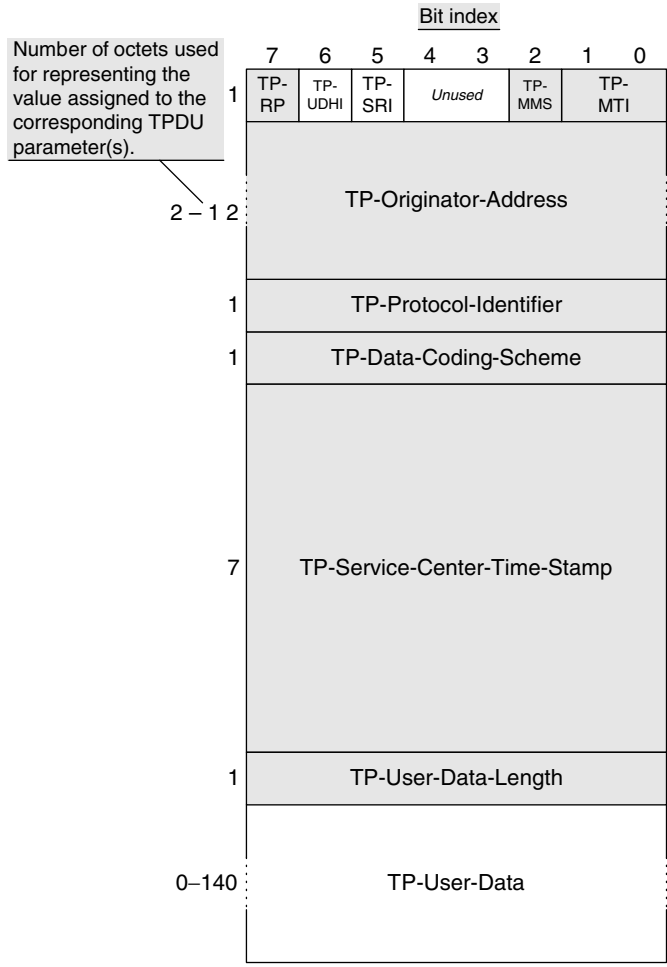 Bit index
Number of octets used
for representing the
value assigned to the
corresponding TPDU
parameter(s).
7 6 5 4 3 2 1 0
1
TP-
RP
TP-
UDHI
TP-
SRI
Unused
TP-
MMS
TP-
MTI
2 – 1 2
TP-Originator-Address
1
TP-Protocol-Identifier
1
TP-Data-Coding-Scheme
7
TP-Service-Center-Time-Stamp
1
TP-User-Data-Length
0–140
TP-User-Data